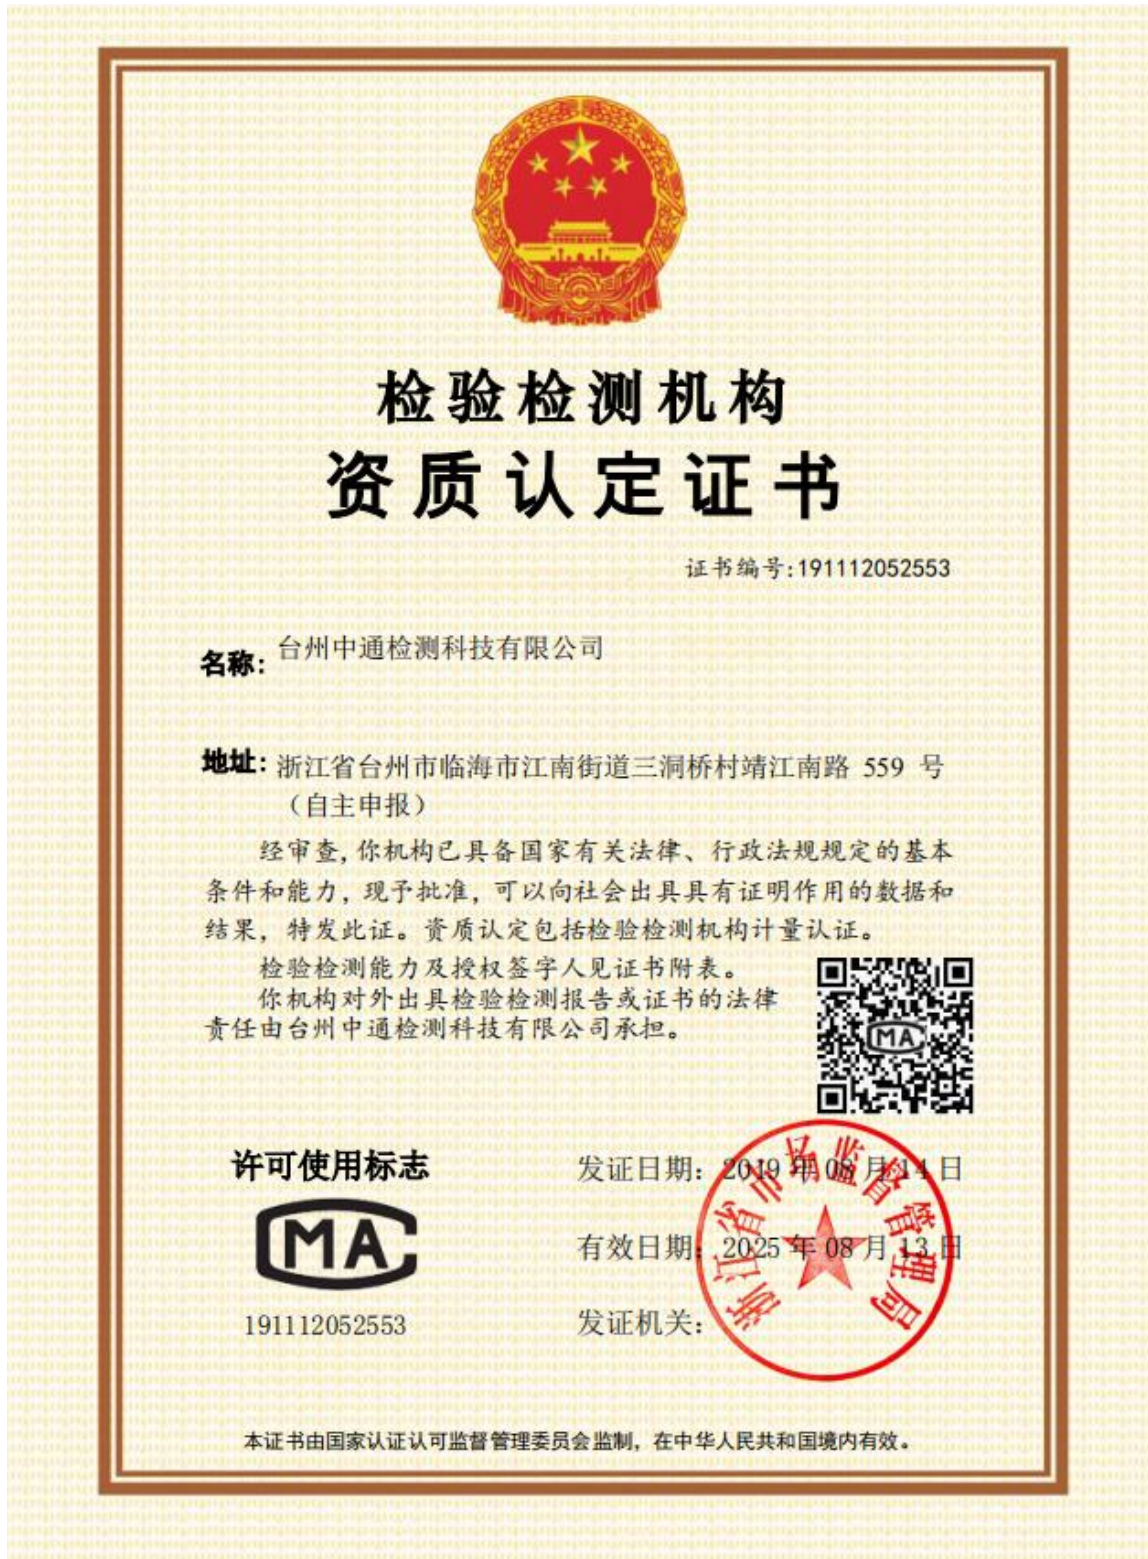 检验检测机构
资质认定证书
证书编号:191112052553
名称: 台州中通检测科技有限公司
地址: 浙江省台州市临海市江南街道三洞桥村靖江南路 559 号
（自主申报）
经审查, 你机构已具备国家有关法律、行政法规规定的基本
条件和能力, 现予批准, 可以向社会出具具有证明作用的数据和
结果, 特发此证。资质认定包括检验检测机构计量认证。
检验检测能力及授权签字人见证书附表。
你机构对外出具检验检测报告或证书的法律
责任由台州中通检测科技有限公司承担。
MA
许可使用标志
MA
191112052553
发证日期: 2019 年 08 月 14 日
有效日期: 2025 年 08 月 13 日
发证机关:
浙江省市场监督管理局
本证书由国家认证认可监督管理委员会监制, 在中华人民共和国境内有效。